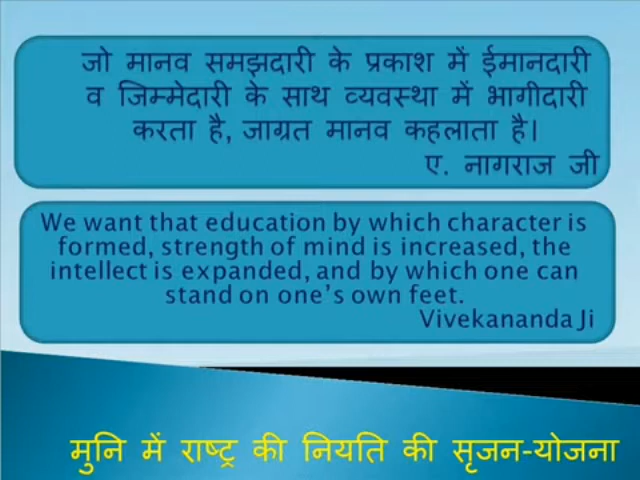 जो मानव समझदारी के प्रकाश में ईमानदारी
व जिम्मेदारी के साथ व्यवस्था में भागीदारी
करता है, जाग्रत मानव कहलाता है।
ए. नागराज जी
We want that education by which character is
formed, strength of mind is increased, the
intellect is expanded, and by which one can
stand on one’s own feet.
Vivekananda Ji
मुनि में राष्ट्र की नियति की सृजन-योजना